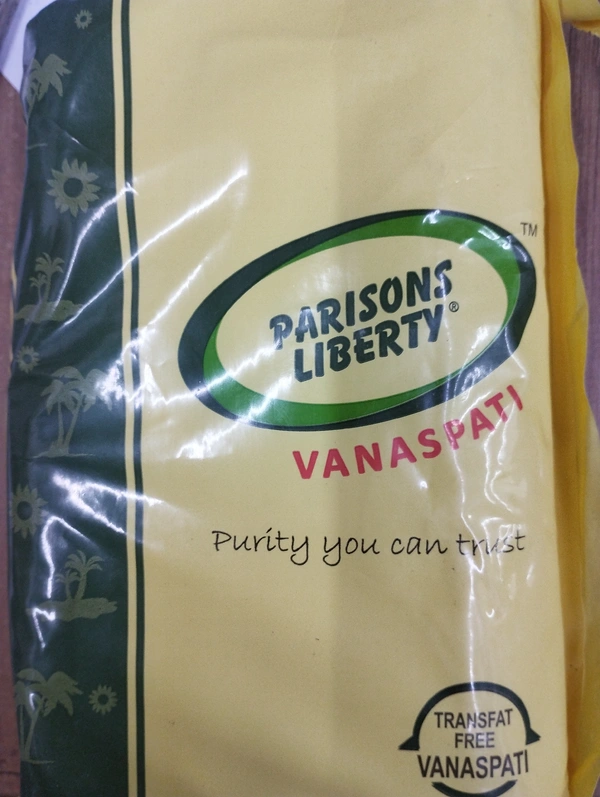 TM
PARISONS
LIBERTY®
VANASPATI
Purity you can trust
TRANSFAT
FREE
VANASPATI